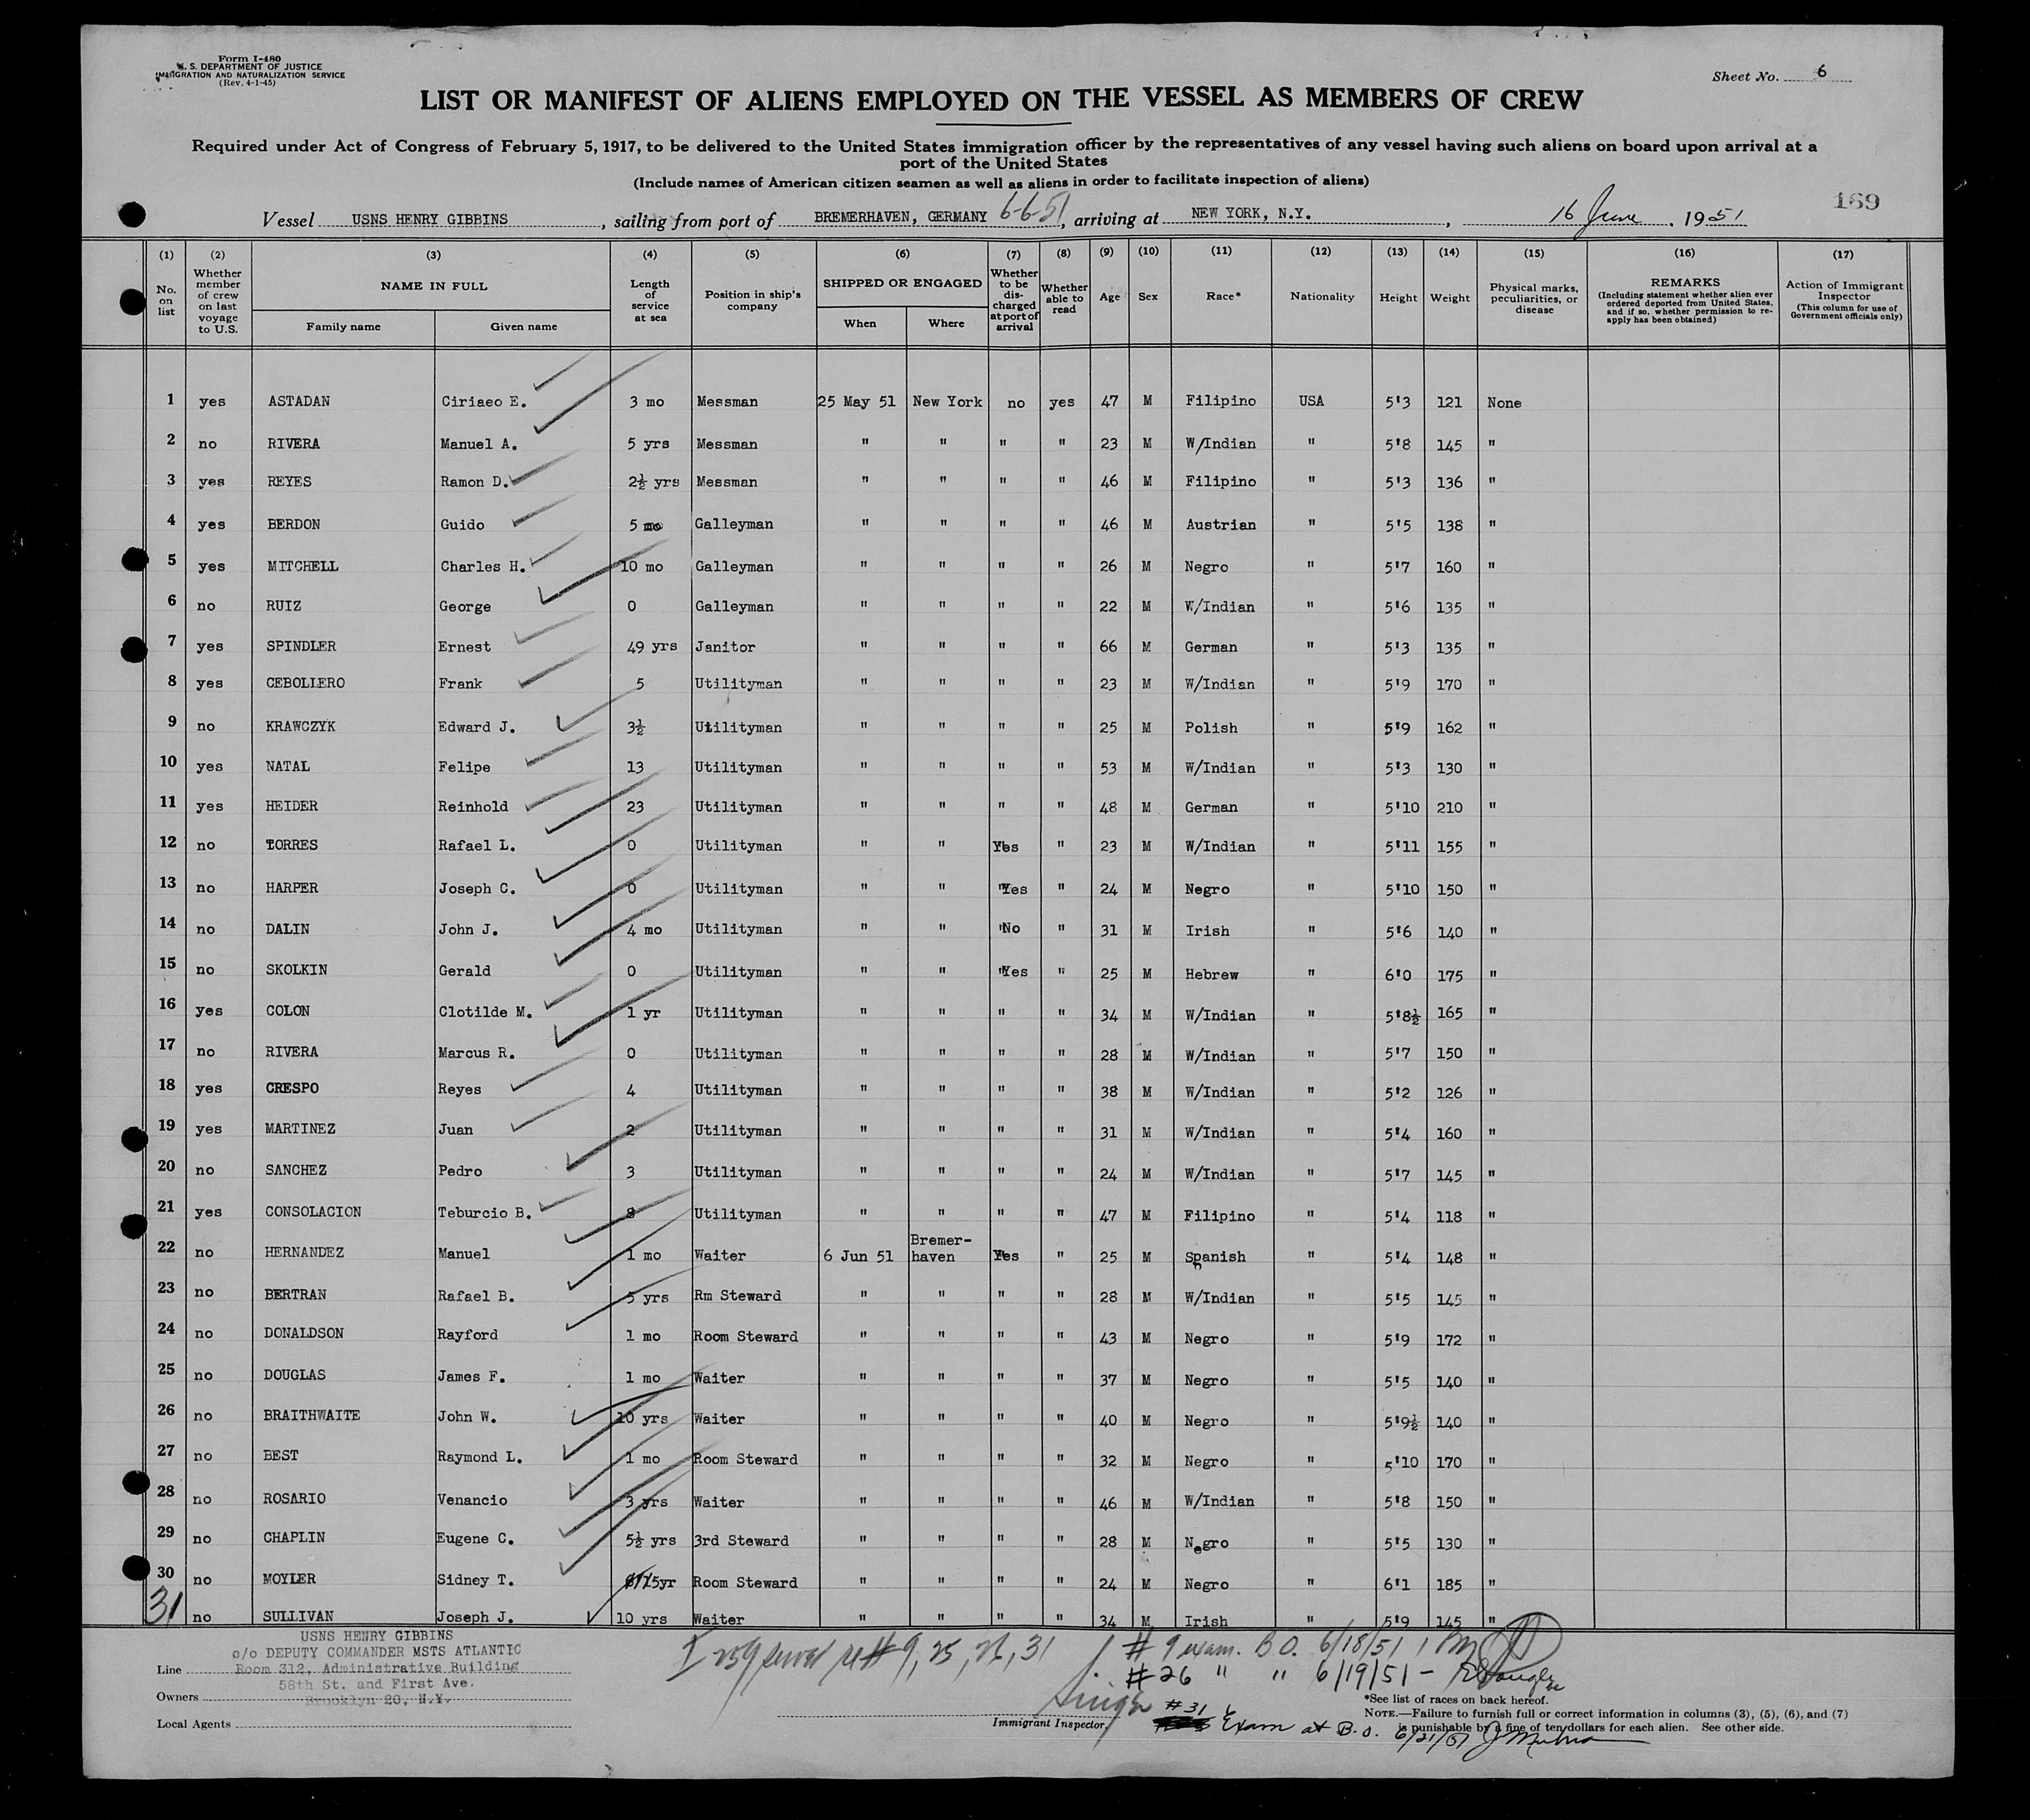 Form I-480
U. S. DEPARTMENT OF JUSTICE
IMMIGRATION AND NATURALIZATION SERVICE
(Rev. 4-1-45)
Sheet No. 6
LIST OR MANIFEST OF ALIENS EMPLOYED ON THE VESSEL AS MEMBERS OF CREW
Required under Act of Congress of February 5, 1917, to be delivered to the United States immigration officer by the representatives of any vessel having such aliens on board upon arrival at a
port of the United States
(Include names of American citizen seamen as well as aliens in order to facilitate inspection of aliens)
169
Vessel USNS HENRY GIBBINS, sailing from port of BREMERHAVEN, GERMANY 6-6-51, arriving at NEW YORK, N.Y., 16 June, 1951
(1) No. on list
(2) Whether member of crew on last voyage to U.S.
(3) NAME IN FULL Family name Given name
(4) Length of service at sea
(5) Position in ship's company
(6) SHIPPED OR ENGAGED When Where
(7) Whether to be discharged at port of arrival
(8) Whether able to read
(9) Age
(10) Sex
(11) Race*
(12) Nationality
(13) Height
(14) Weight
(15) Physical marks, peculiarities, or disease
(16) REMARKS (Including statement whether alien ever ordered deported from United States, and if so, whether permission to re-apply has been obtained)
(17) Action of Immigrant Inspector (This column for use of Government officials only)
1 yes ASTADAN Ciriaeo E. 3 mo Messman 25 May 51 New York no yes 47 M Filipino USA 5'3 121 None
2 no RIVERA Manuel A. 5 yrs Messman " " " " 23 M W/Indian " 5'8 145 "
3 yes REYES Ramon D. 2½ yrs Messman " " " " 46 M Filipino " 5'3 136 "
4 yes BERDON Guido 5 mo Galleyman " " " " 46 M Austrian " 5'5 138 "
5 yes MITCHELL Charles H. 10 mo Galleyman " " " " 26 M Negro " 5'7 160 "
6 no RUIZ George 0 Galleyman " " " " 22 M W/Indian " 5'6 135 "
7 yes SPINDLER Ernest 49 yrs Janitor " " " " 66 M German " 5'3 135 "
8 yes CEBOLLERO Frank 5 Utilityman " " " " 23 M W/Indian " 5'9 170 "
9 no KRAWCZYK Edward J. 3½ Utilityman " " " " 25 M Polish " 5'9 162 "
10 yes NATAL Felipe 13 Utilityman " " " " 53 M W/Indian " 5'3 130 "
11 yes HEIDER Reinhold 23 Utilityman " " " " 48 M German " 5'10 210 "
12 no TORRES Rafael L. 0 Utilityman " " Yes " 23 M W/Indian " 5'11 155 "
13 no HARPER Joseph C. 0 Utilityman " " "Yes " 24 M Negro " 5'10 150 "
14 no DALIN John J. 4 mo Utilityman " " "No " 31 M Irish " 5'6 140 "
15 no SKOLKIN Gerald 0 Utilityman " " "Yes " 25 M Hebrew " 6'0 175 "
16 yes COLON Clotilde M. 1 yr Utilityman " " " " 34 M W/Indian " 5'8½ 165 "
17 no RIVERA Marcus R. 0 Utilityman " " " " 28 M W/Indian " 5'7 150 "
18 yes CRESPO Reyes 4 Utilityman " " " " 38 M W/Indian " 5'2 126 "
19 yes MARTINEZ Juan 2 Utilityman " " " " 31 M W/Indian " 5'4 160 "
20 no SANCHEZ Pedro 3 Utilityman " " " " 24 M W/Indian " 5'7 145 "
21 yes CONSOLACION Teburcio B. 8 Utilityman " " " " 47 M Filipino " 5'4 118 "
22 no HERNANDEZ Manuel 1 mo Waiter 6 Jun 51 Bremerhaven Yes " 25 M Spanish " 5'4 148 "
23 no BERTRAN Rafael B. 5 yrs Rm Steward " " " " 28 M W/Indian " 5'5 145 "
24 no DONALDSON Rayford 1 mo Room Steward " " " " 43 M Negro " 5'9 172 "
25 no DOUGLAS James F. 1 mo Waiter " " " " 37 M Negro " 5'5 140 "
26 no BRAITHWAITE John W. 10 yrs Waiter " " " " 40 M Negro " 5'9½ 140 "
27 no BEST Raymond L. 1 mo Room Steward " " " " 32 M Negro " 5'10 170 "
28 no ROSARIO Venancio 3 yrs Waiter " " " " 46 M W/Indian " 5'8 150 "
29 no CHAPLIN Eugene C. 5½ yrs 3rd Steward " " " " 28 M Negro " 5'5 130 "
30 no MOYLER Sidney T. 5yr Room Steward " " " " 24 M Negro " 6'1 185 "
31 no SULLIVAN Joseph J. 10 yrs Waiter " " " " 34 M Irish " 5'9 145 "
USNS HENRY GIBBINS
c/o DEPUTY COMMANDER MSTS ATLANTIC
Line Room 312, Administrative Building
58th St. and First Ave.
Owners Brooklyn 20, N.Y.
Local Agents
I 259 served re # 9, 25, 26, 31
# 9 exam. B.O. 6/18/51
#26 " " 6/19/51 -
Immigrant Inspector
#31 Exam at B.O. 6/21/51
*See list of races on back hereof.
NOTE.—Failure to furnish full or correct information in columns (3), (5), (6), and (7)
is punishable by a fine of ten dollars for each alien. See other side.